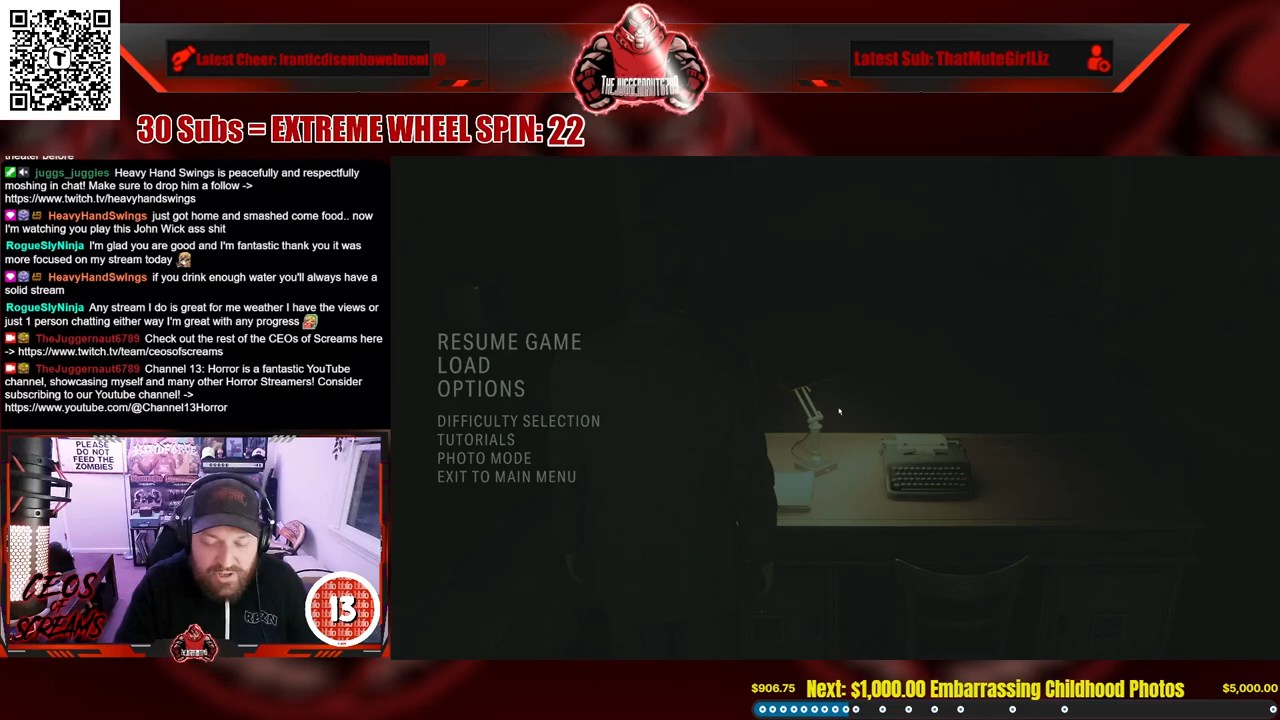 Latest Cheer: franticdisembowelment 10
THEJUGGERNAUT6789
Latest Sub: ThatMuteGirlLiz
30 Subs = EXTREME WHEEL SPIN: 22
theater before
juggs_juggies Heavy Hand Swings is peacefully and respectfully
moshing in chat! Make sure to drop him a follow ->
https://www.twitch.tv/heavyhandswings
HeavyHandSwings just got home and smashed come food.. now
I'm watching you play this John Wick ass shit
RogueSlyNinja I'm glad you are good and I'm fantastic thank you it was
more focused on my stream today
HeavyHandSwings if you drink enough water you'll always have a
solid stream
RogueSlyNinja Any stream I do is great for me weather I have the views or
just 1 person chatting either way I'm great with any progress
TheJuggernaut6789 Check out the rest of the CEOs of Screams here
-> https://www.twitch.tv/team/ceosofscreams
TheJuggernaut6789 Channel 13: Horror is a fantastic YouTube
channel, showcasing myself and many other Horror Streamers! Consider
subscribing to our Youtube channel! ->
https://www.youtube.com/@Channel13Horror
RESUME GAME
LOAD
OPTIONS
DIFFICULTY SELECTION
TUTORIALS
PHOTO MODE
EXIT TO MAIN MENU
PLEASE
DO NOT
FEED THE
ZOMBIES
CEOS
OF
SCREAMS
13
$906.75
Next: $1,000.00 Embarrassing Childhood Photos
$5,000.00